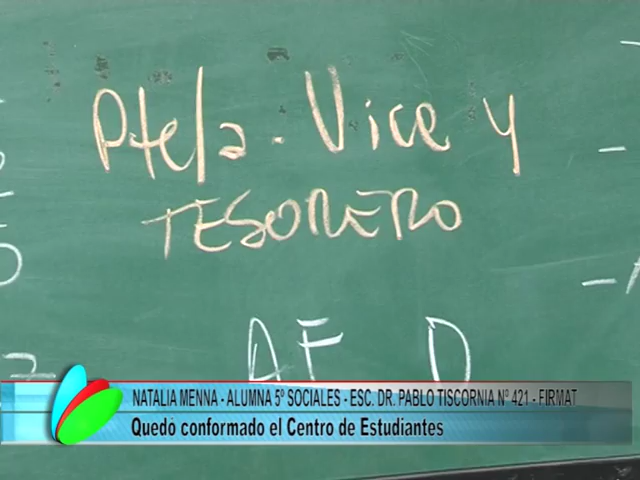 Ptela. Vice y
TESORERO
AF D
NATALIA MENNA - ALUMNA 5º SOCIALES - ESC. DR. PABLO TISCORNIA Nº 421 - FIRMAT
Quedó conformado el Centro de Estudiantes